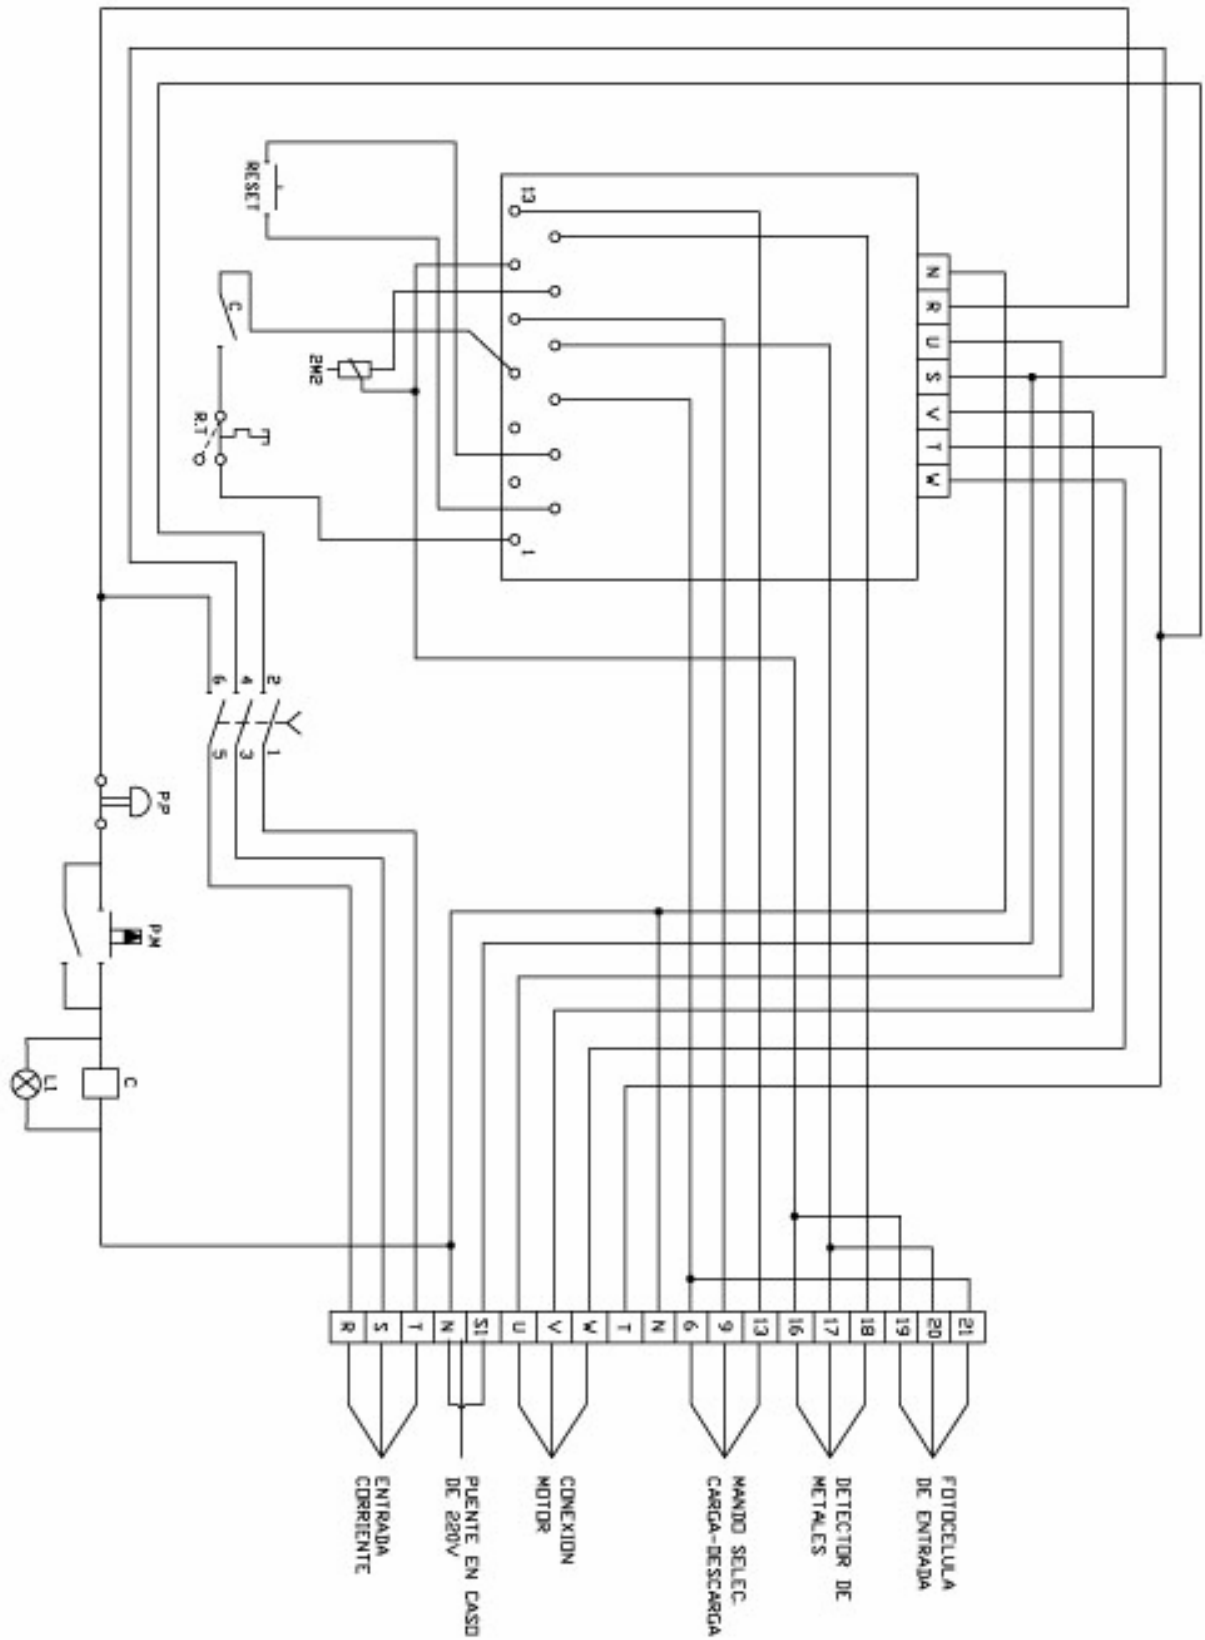 RESET
13
C
2M2
R.T
1
N
R
U
S
V
T
W
6
4
2
5
3
1
P.P
P.M
C
L1
R
S
T
N
S1
U
V
W
T
N
6
9
13
16
17
18
19
20
21
ENTRADA
CORRIENTE
PUENTE EN CASO
DE 220V
CONEXION
MOTOR
MANDO SELEC.
CARGA-DESCARGA
DETECTOR DE
METALES
FOTOCELULA
DE ENTRADA